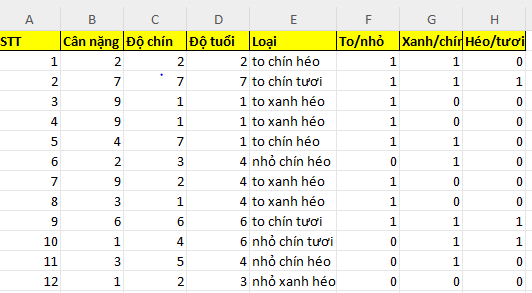 A B C D E F G H
STT Cân nặng Độ chín Độ tuổi Loại To/nhỏ Xanh/chín Héo/tươi
1 2 2 2 to chín héo 1 1 0
2 7 7 7 to chín tươi 1 1 1
3 9 1 1 to xanh héo 1 0 0
4 9 1 1 to xanh héo 1 0 0
5 4 7 1 to chín héo 1 1 0
6 2 3 4 nhỏ chín héo 0 1 0
7 9 2 4 to xanh héo 1 0 0
8 3 1 4 to xanh héo 1 0 0
9 6 6 6 to chín tươi 1 1 1
10 1 4 6 nhỏ chín tươi 0 1 1
11 3 5 4 nhỏ chín héo 0 1 0
12 1 2 3 nhỏ xanh héo 0 0 0